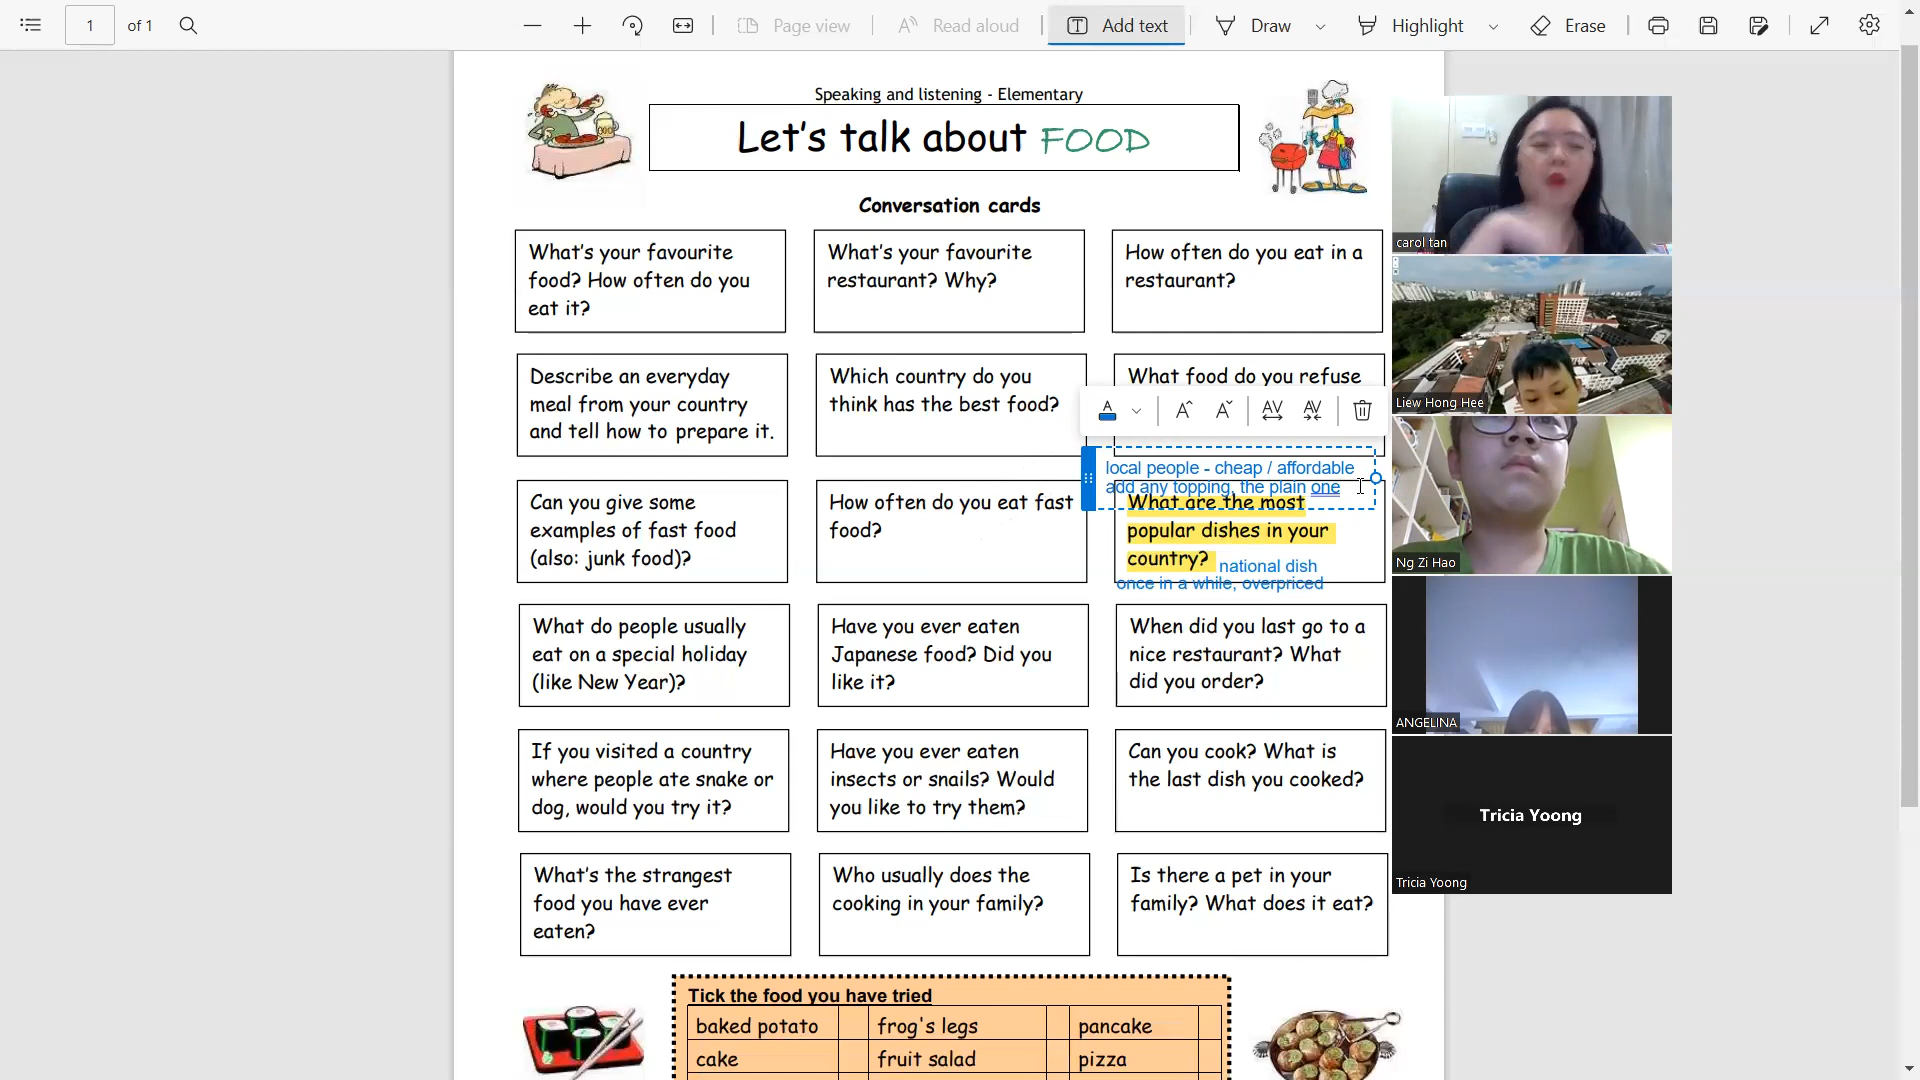 1
of 1
Page view
Read aloud
Add text
Draw
Highlight
Erase
Speaking and listening - Elementary
Let's talk about FOOD
Conversation cards
What's your favourite
food? How often do you
eat it?
What's your favourite
restaurant? Why?
How often do you eat in a
restaurant?
Describe an everyday
meal from your country
and tell how to prepare it.
Which country do you
think has the best food?
What food do you refuse
local people - cheap / affordable
add any topping, the plain one
Can you give some
examples of fast food
(also: junk food)?
How often do you eat fast
food?
What are the most
popular dishes in your
country?
national dish
once in a while, overpriced
What do people usually
eat on a special holiday
(like New Year)?
Have you ever eaten
Japanese food? Did you
like it?
When did you last go to a
nice restaurant? What
did you order?
If you visited a country
where people ate snake or
dog, would you try it?
Have you ever eaten
insects or snails? Would
you like to try them?
Can you cook? What is
the last dish you cooked?
What's the strangest
food you have ever
eaten?
Who usually does the
cooking in your family?
Is there a pet in your
family? What does it eat?
Tick the food you have tried
baked potato
frog's legs
pancake
cake
fruit salad
pizza
carol tan
Liew Hong Hee
Ng Zi Hao
ANGELINA
Tricia Yoong
Tricia Yoong